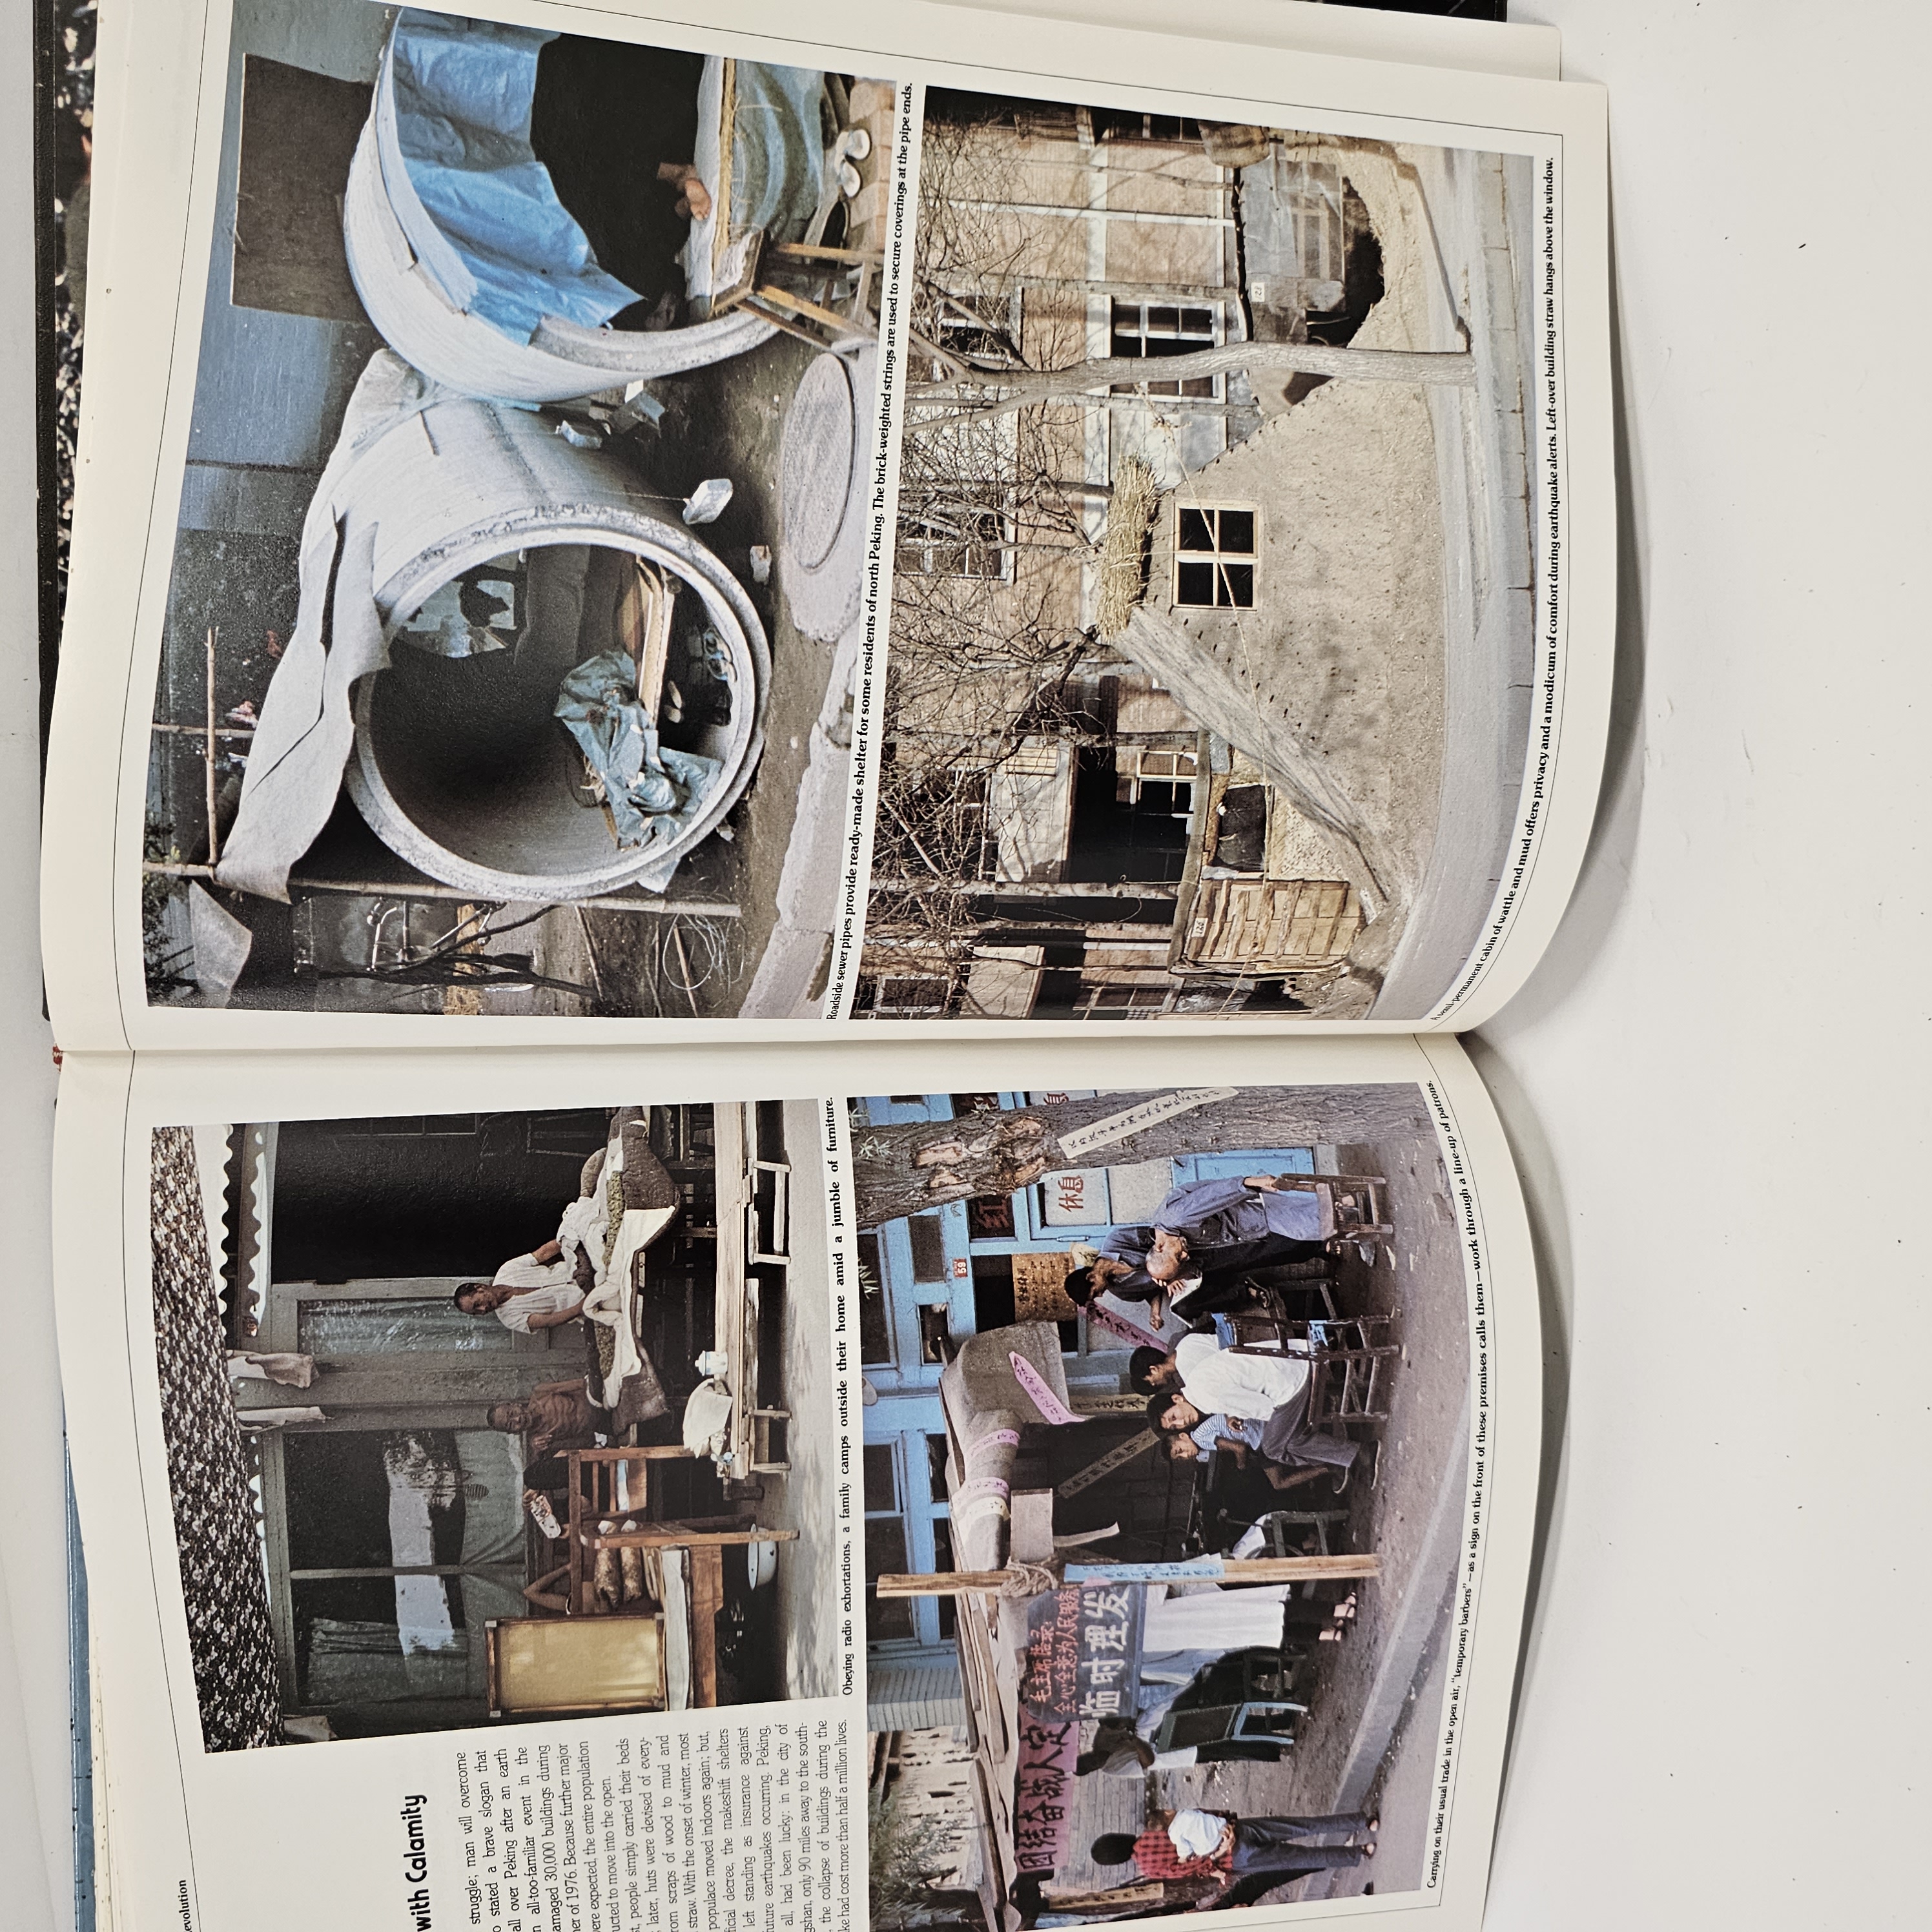 evolution
with Calamity
struggle; man will overcome
o stated a brave slogan that
all over Peking after an earth
n all-too-familiar event in the
amaged 30,000 buildings during
ner of 1976. Because further major
were expected, the entire population
ucted to move into the open.
st, people simply carried their beds
; later, huts were devised of every-
rom scraps of wood to mud and
straw. With the onset of winter, most
populace moved indoors again; but,
ficial decree, the makeshift shelters
left standing as insurance against
future earthquakes occurring. Peking,
all, had been lucky: in the city of
gshan, only 90 miles away to the south-
, the collapse of buildings during the
ke had cost more than half a million lives.
Obeying radio exhortations, a family camps outside their home amid a jumble of furniture.
59
红
团结奋战人定
毛主席语录:
全心全意为人民服务
临时理发
休息
Carrying on their usual trade in the open air, "temporary barbers"—as a sign on the front of these premises calls them—work through a line-up of patrons.
Roadside sewer pipes provide ready-made shelter for some residents of north Peking. The brick-weighted strings are used to secure coverings at the pipe ends.
126
128
A semi-permanent cabin of wattle and mud offers privacy and a modicum of comfort during earthquake alerts. Left-over building straw hangs above the window.